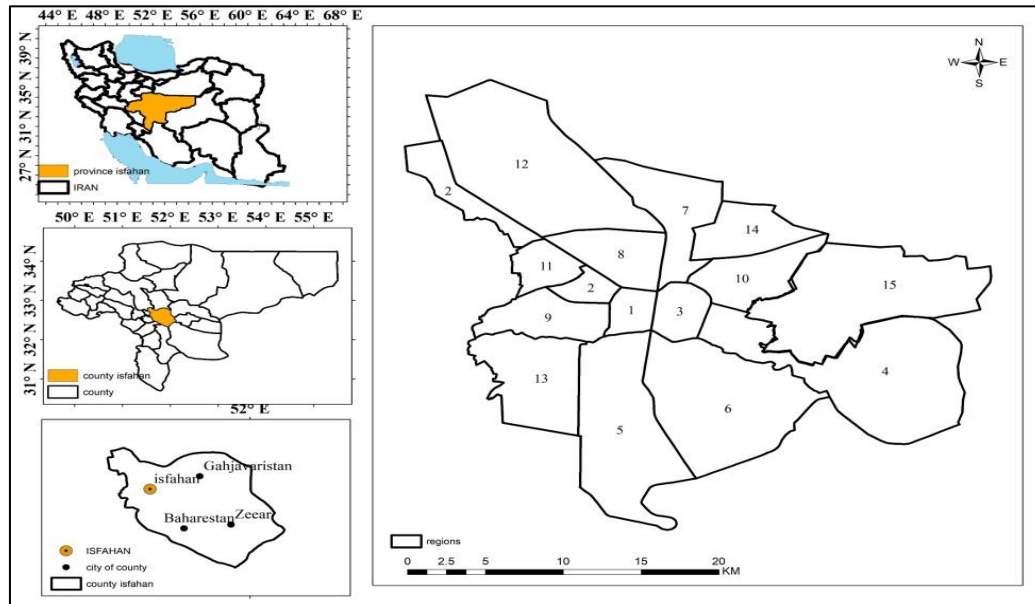 44° E 48° E 52° E 56° E 60° E 64° E 68° E
39° N
35° N
31° N
27° N
province isfahan
IRAN
50° E 51° E 52° E 53° E 54° E 55° E
34° N
33° N
32° N
31° N
county isfahan
county
52° E
Gahjavaristan
isfahan
Baharestan
Zeear
ISFAHAN
city of county
county isfahan
N
W E
S
12
2
7
14
8
11
10
15
2
1
3
9
4
13
6
5
regions
0 2.5 5 10 15 20
KM